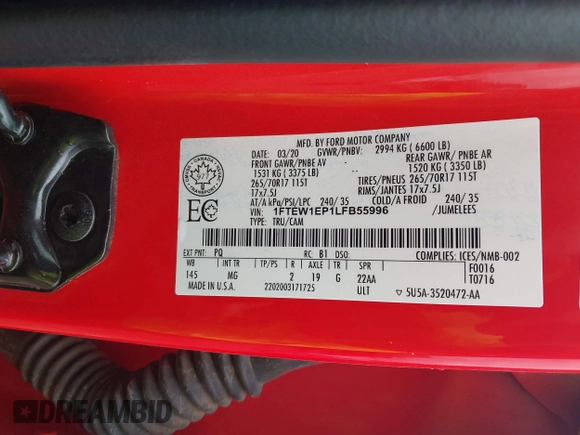 MFD. BY FORD MOTOR COMPANY
DATE: 03/20 GVWR/PNBV: 2994 KG ( 6600 LB)
FRONT GAWR/PNBE AV REAR GAWR/ PNBE AR
1531 KG ( 3375 LB) 1520 KG ( 3350 LB)
265/70R17 115T TIRES/PNEUS 265/70R17 115T
17x7.5J RIMS/JANTES 17x7.5J
AT/A kPa/PSI/LPC 240/ 35 COLD/A FROID 240/ 35
VIN: 1FTEW1EP1LFB55996 /JUMELEES
TYPE: TRU/CAM
CANADA
TRANSPORT
977
EC
EXT PNT: PQ RC: B1 DSO: COMPLIES: ICES/NMB-002
WB INT TR TP/PS R AXLE TR SPR F0016
145 MG 2 19 G 22AA T0716
MADE IN U.S.A. 2202003171725 ULT 5U5A-3520472-AA
DREAMBID